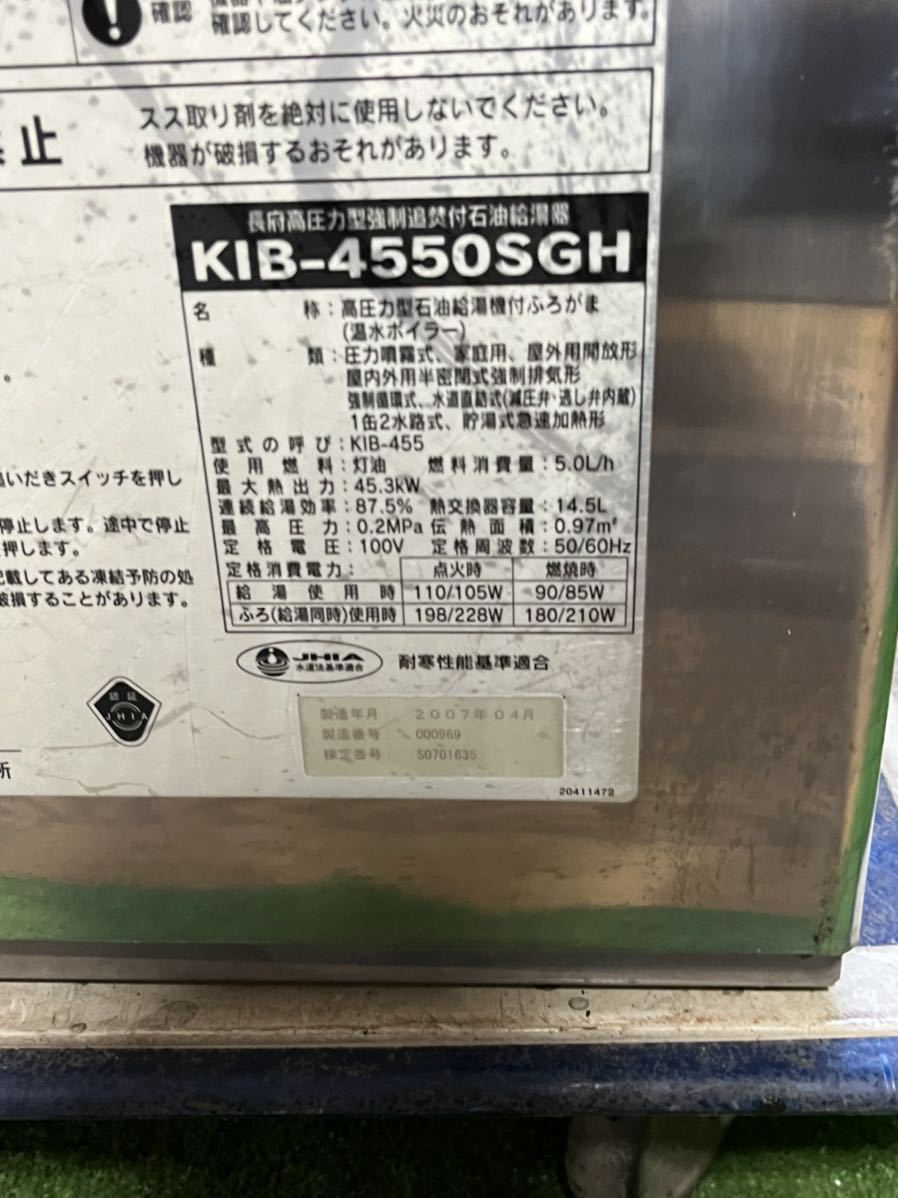 確認
確認してください。火災のおそれがあります。
止
スス取り剤を絶対に使用しないでください。
機器が破損するおそれがあります。
長府高圧力型強制追焚付石油給湯器
KIB-4550SGH
名 称：高圧力型石油給湯機付ふろがま
(温水ボイラー)
種 類：圧力噴霧式、家庭用、屋外用開放形
屋内外用半密閉式強制排気形
強制循環式、水道直結式(減圧弁・逃し弁内蔵)
1缶2水路式、貯湯式急速加熱形
型式の呼び：KIB-455
使用燃料：灯油 燃料消費量：5.0L/h
最大熱出力：45.3kW
連続給湯効率：87.5% 熱交換器容量：14.5L
最高圧力：0.2MPa 伝熱面積：0.97㎡
定格電圧：100V 定格周波数：50/60Hz
定格消費電力： 点火時 燃焼時
給湯使用時 110/105W 90/85W
ふろ(給湯同時)使用時 198/228W 180/210W
JHIA
水道法基準適合
耐寒性能基準適合
認証
JHIA
製造年月 2007年04月
製造番号 000969
検定番号 S0701635
20411472
。
いだきスイッチを押し
停止します。途中で停止
押します。
記載してある凍結予防の処
破損することがあります。
所